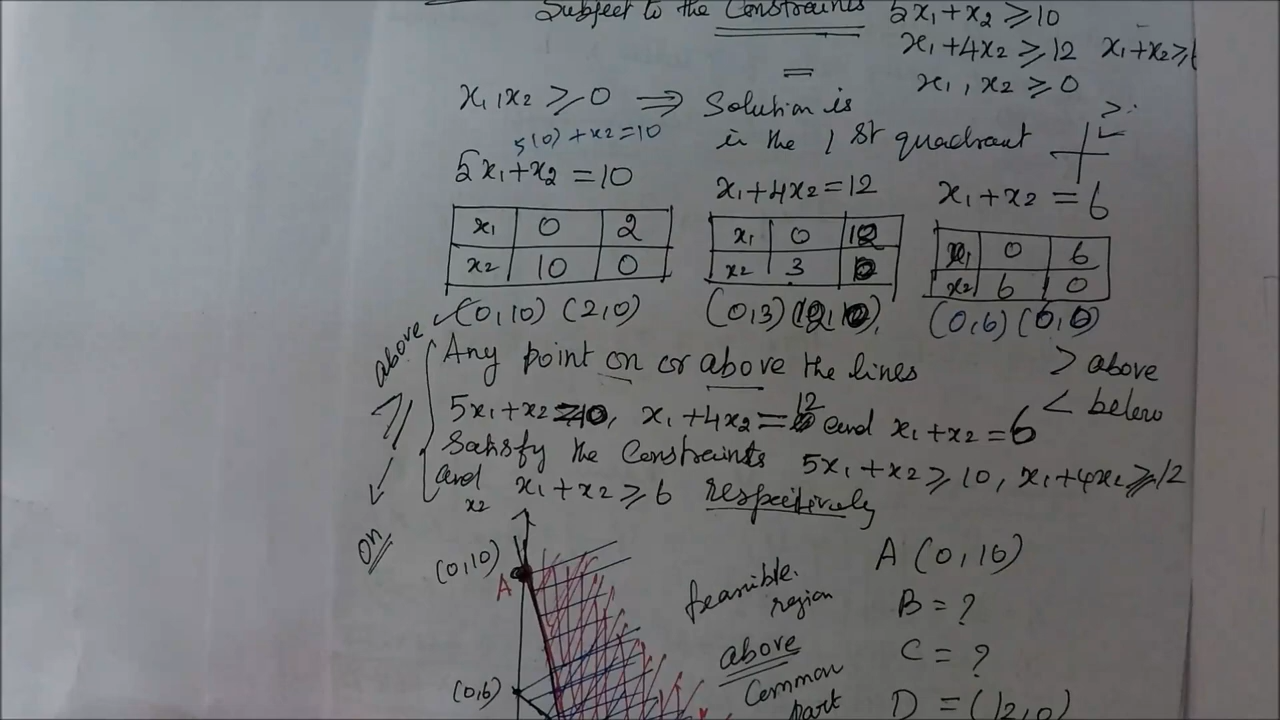 Subject to the Constraints 5x₁+x₂ ≥ 10
x₁+4x₂ ≥ 12 x₁+x₂ ≥ 6
x₁, x₂ ≥ 0
x₁, x₂ ≥ 0 ⇒ Solution is
in the 1st quadrant
5(0) + x2 = 10
5x₁+x₂ = 10
x₁+4x₂ = 12
x₁+x₂ = 6
x₁ 0 2
x₂ 10 0
x₁ 0 12
x₂ 3 0
x₁ 0 6
x₂ 6 0
(0,10) (2,0)
(0,3) (12,0)
(0,6) (6,0)
above
Any point on or above the lines
> above
5x₁+x₂ = 10, x₁+4x₂ = 12 and x₁+x₂ = 6
< below
Satisfy the Constraints 5x₁+x₂ ≥ 10, x₁+4x₂ ≥ 12
and x₁+x₂ ≥ 6 respectively
on
x₂
(0,10)
A
(0,6)
feasible
region
above
Common
part
A (0,10)
B = ?
C = ?
D = (12,0)